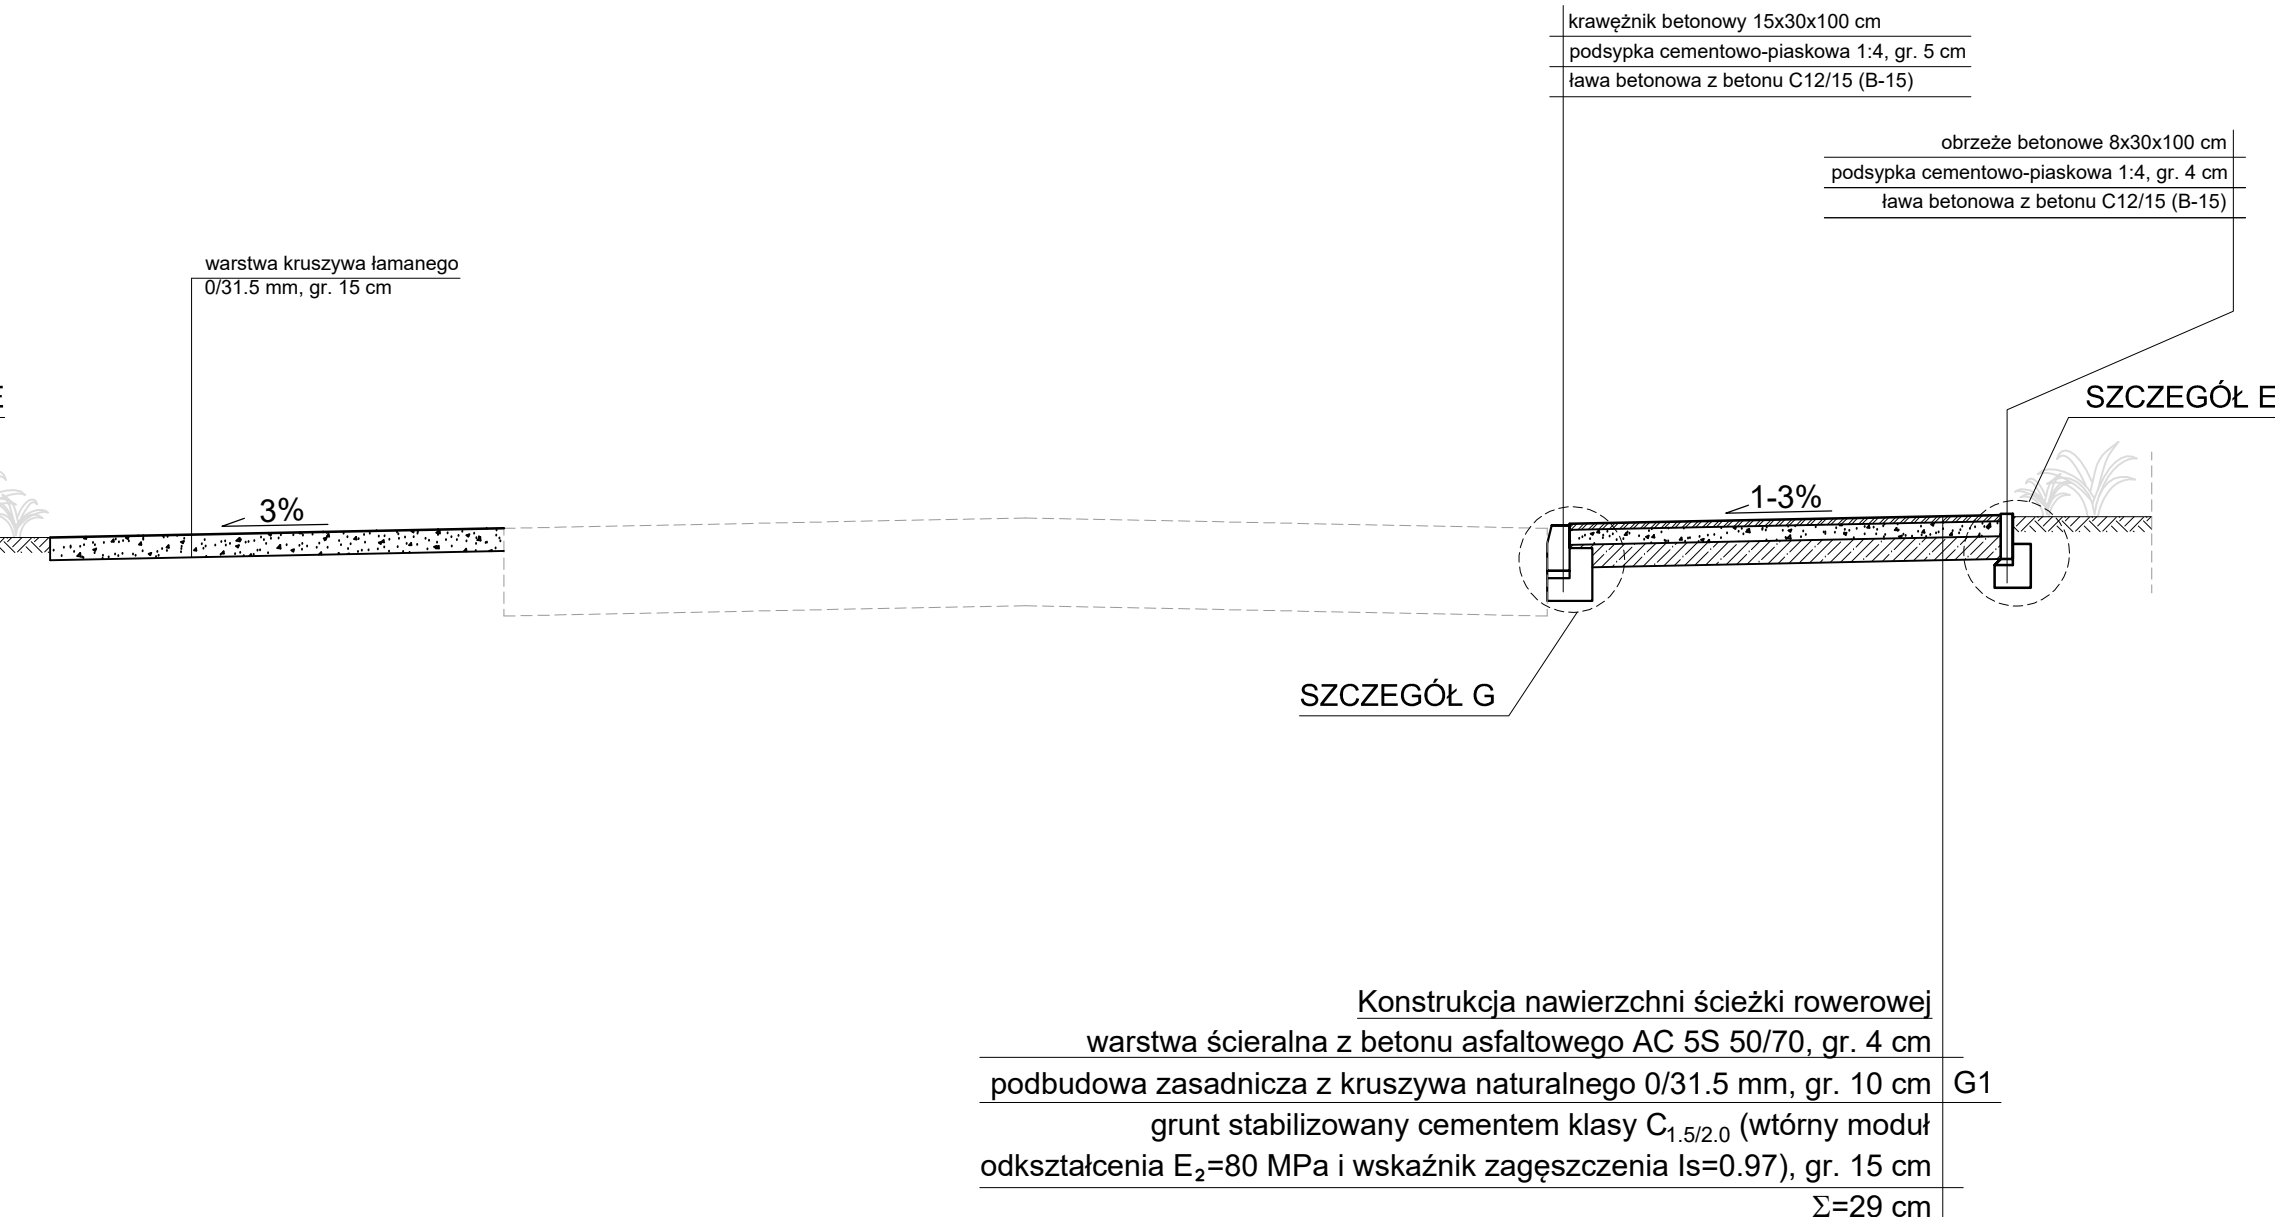 krawężnik betonowy 15x30x100 cm
podsypka cementowo-piaskowa 1:4, gr. 5 cm
ława betonowa z betonu C12/15 (B-15)
obrzeże betonowe 8x30x100 cm
podsypka cementowo-piaskowa 1:4, gr. 4 cm
ława betonowa z betonu C12/15 (B-15)
warstwa kruszywa łamanego
0/31.5 mm, gr. 15 cm
E
SZCZEGÓŁ E
3%
1-3%
SZCZEGÓŁ G
Konstrukcja nawierzchni ścieżki rowerowej
warstwa ścieralna z betonu asfaltowego AC 5S 50/70, gr. 4 cm
podbudowa zasadnicza z kruszywa naturalnego 0/31.5 mm, gr. 10 cm G1
grunt stabilizowany cementem klasy C1.5/2.0 (wtórny moduł
odkształcenia E₂=80 MPa i wskaźnik zagęszczenia Is=0.97), gr. 15 cm
Σ=29 cm